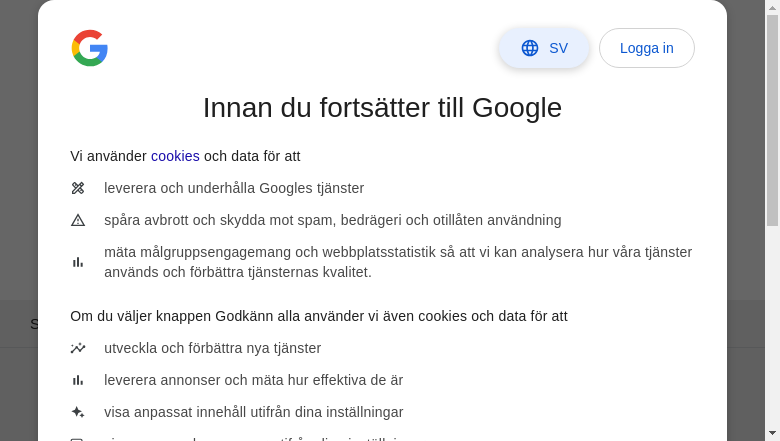 SV
Logga in
Innan du fortsätter till Google
Vi använder cookies och data för att
leverera och underhålla Googles tjänster
spåra avbrott och skydda mot spam, bedrägeri och otillåten användning
mäta målgruppsengagemang och webbplatsstatistik så att vi kan analysera hur våra tjänster
används och förbättra tjänsternas kvalitet.
Om du väljer knappen Godkänn alla använder vi även cookies och data för att
utveckla och förbättra nya tjänster
leverera annonser och mäta hur effektiva de är
visa anpassat innehåll utifrån dina inställningar